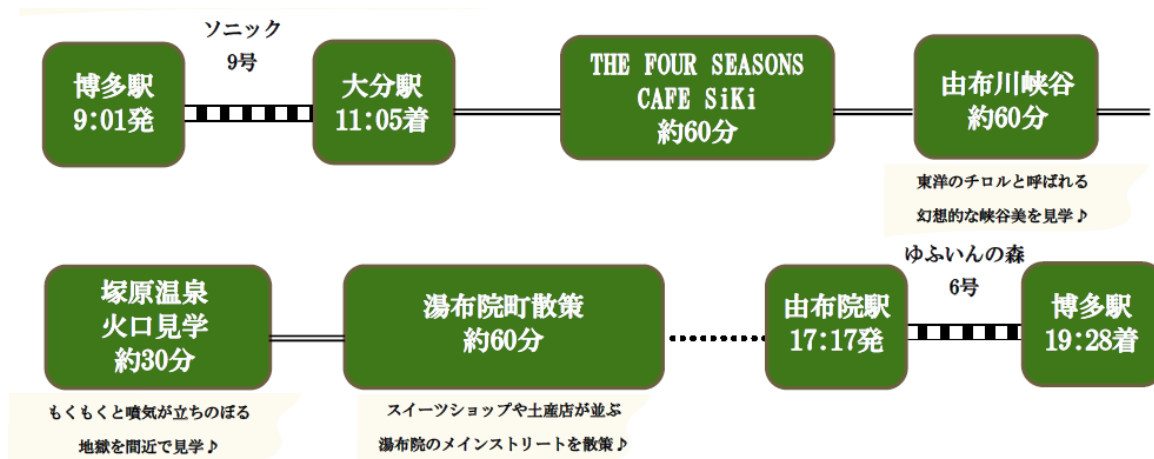 ソニック
9号
博多駅
9:01発
大分駅
11:05着
THE FOUR SEASONS
CAFE SiKi
約60分
由布川峡谷
約60分
東洋のチロルと呼ばれる
幻想的な峡谷美を見学♪
塚原温泉
火口見学
約30分
もくもくと噴気が立ちのぼる
地獄を間近で見学♪
湯布院町散策
約60分
スイーツショップや土産店が並ぶ
湯布院のメインストリートを散策♪
由布院駅
17:17発
ゆふいんの森
6号
博多駅
19:28着